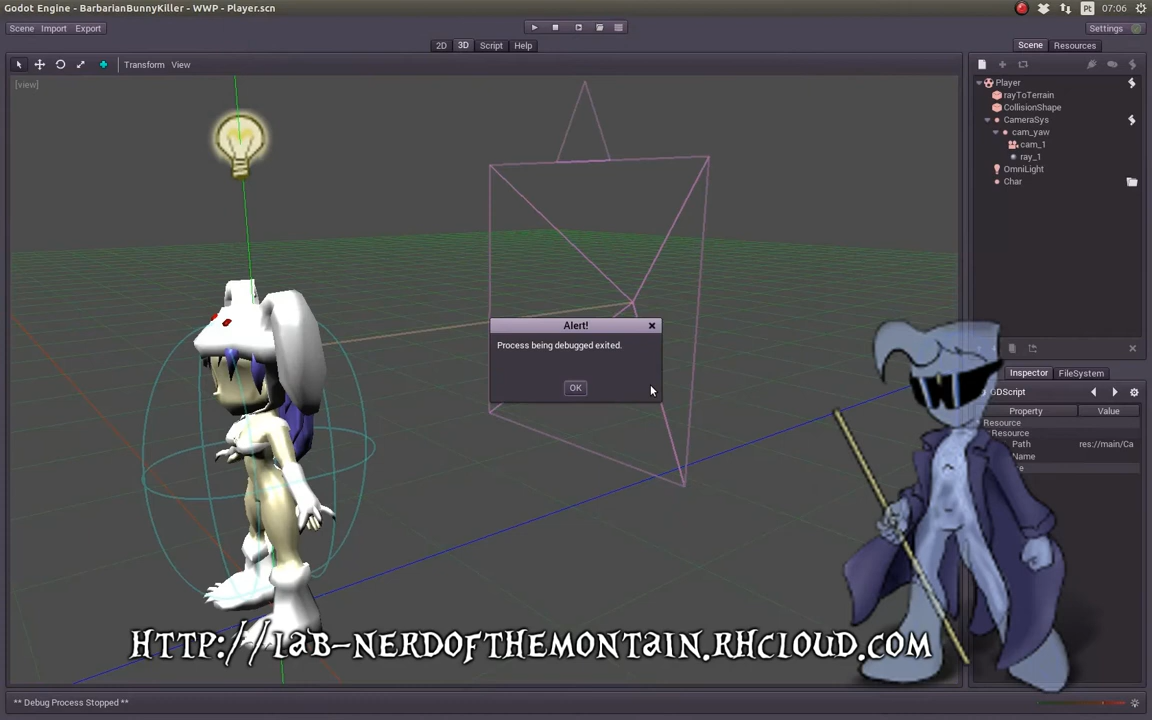 Godot Engine - BarbarianBunnyKiller - WWP - Player.scn
Pt
07:06
Scene Import Export
Settings
2D 3D Script Help
Scene Resources
Transform View
[view]
Player
rayToTerrain
CollisionShape
CameraSys
cam_yaw
cam_1
ray_1
OmniLight
Char
Alert!
Process being debugged exited.
OK
Inspector FileSystem
GDScript
Property Value
Resource
Resource
Path res://main/Ca
Name
HTTP://LAB-NERDOFTHEMONTAIN.RHCLOUD.COM
** Debug Process Stopped **